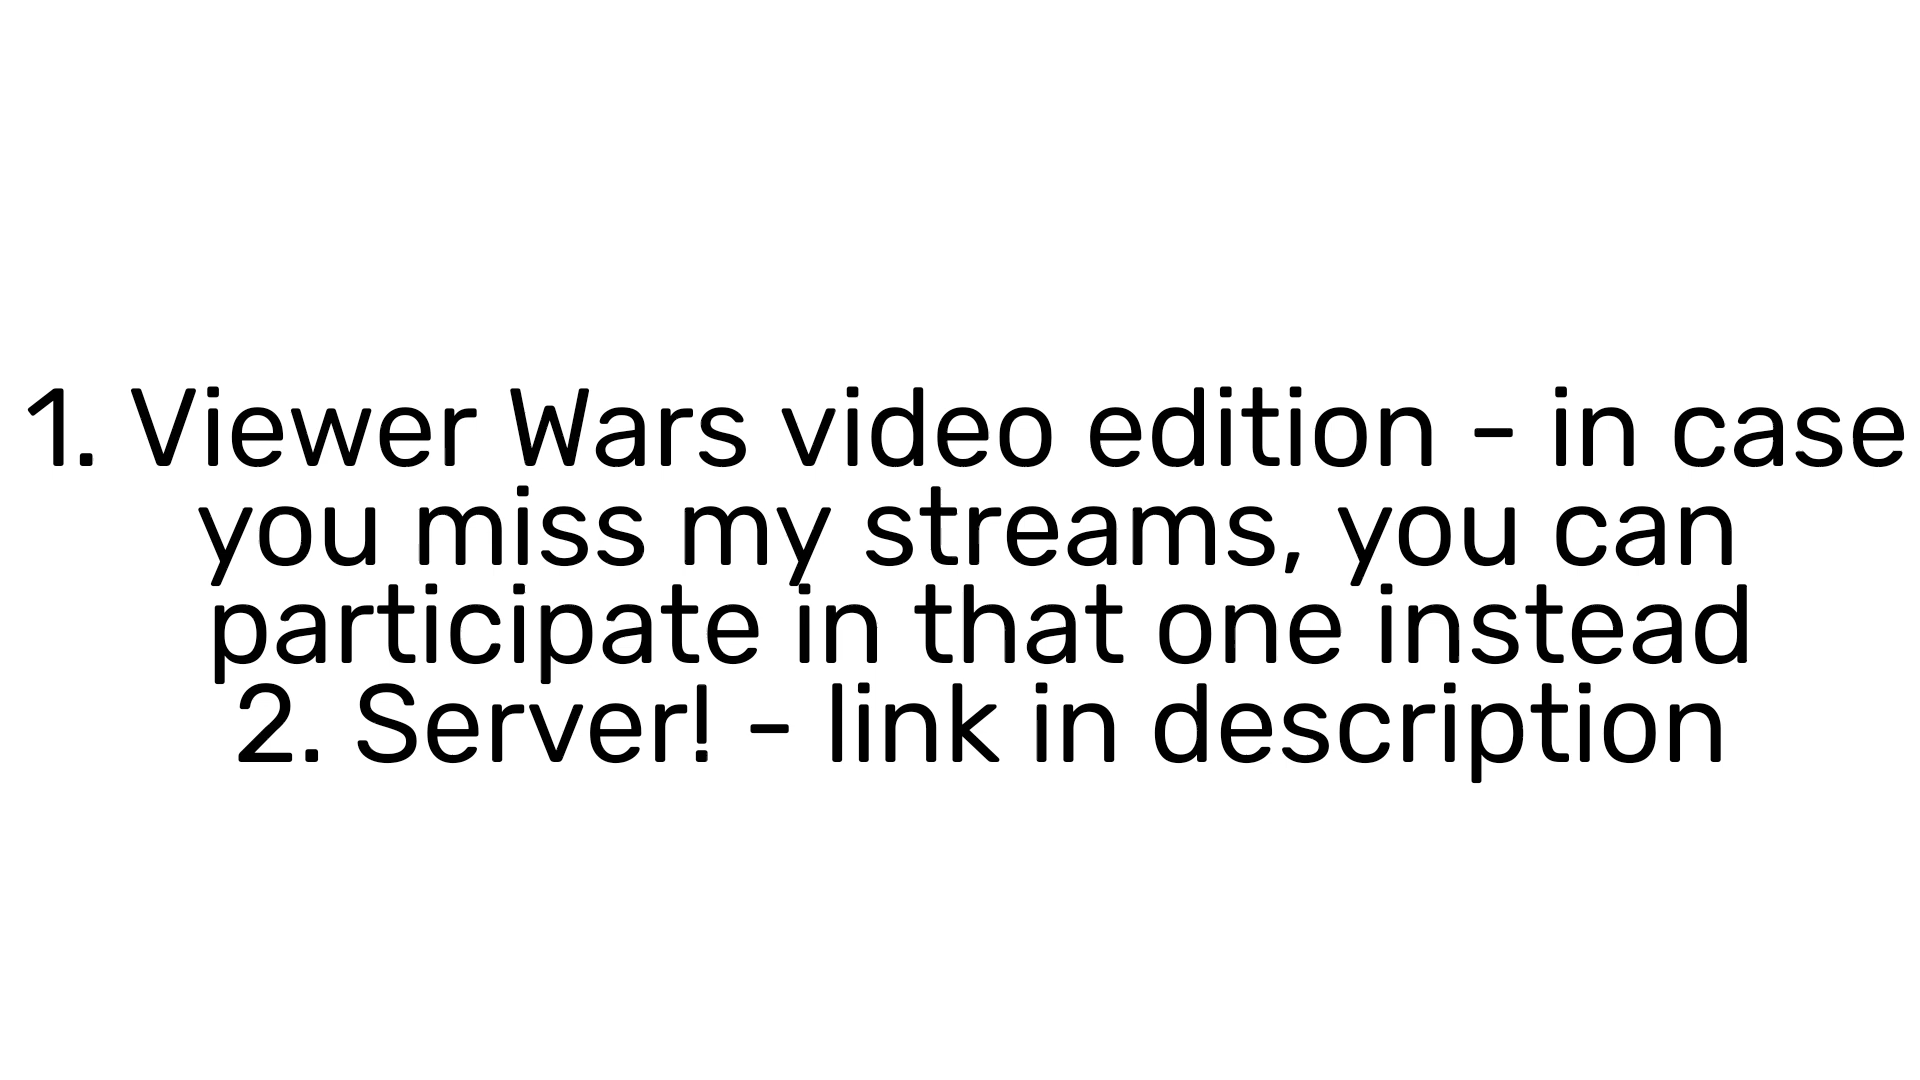 1. Viewer Wars video edition - in case
you miss my streams, you can
participate in that one instead
2. Server! - link in description